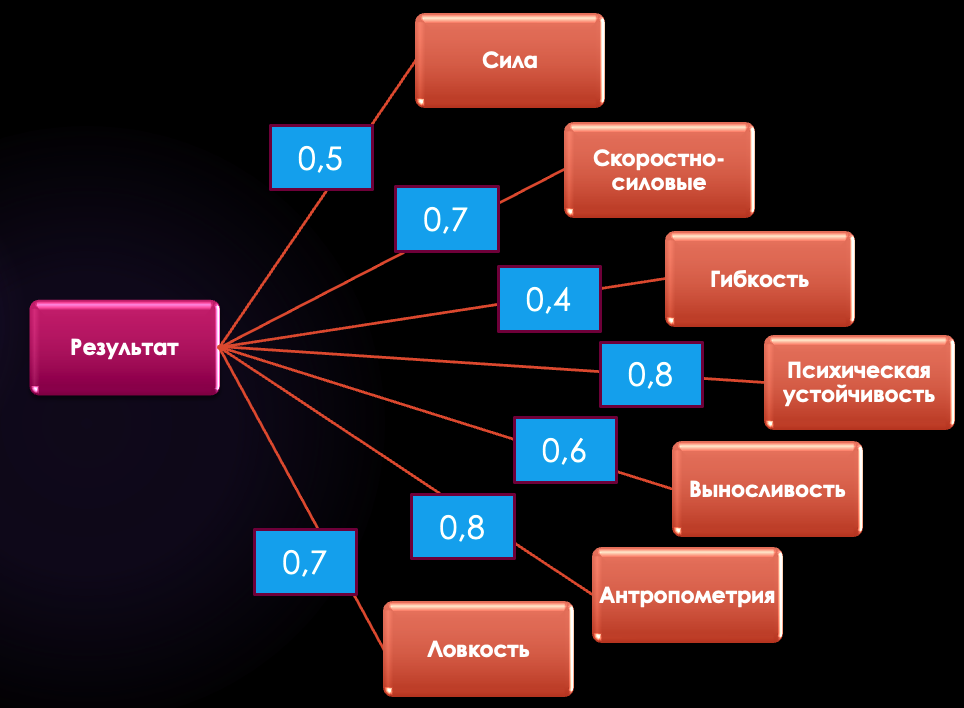 Сила
0,5
Скоростно-
силовые
0,7
Гибкость
0,4
Результат
Психическая
устойчивость
0,8
0,6
Выносливость
0,8
0,7
Антропометрия
Ловкость